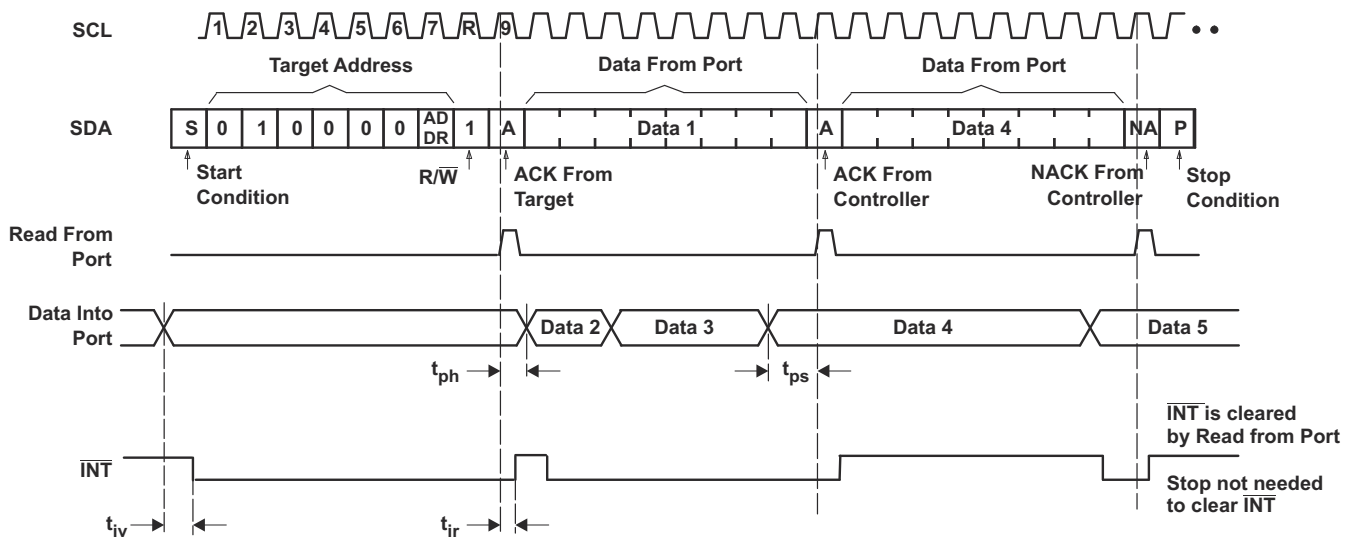 SCL
1 2 3 4 5 6 7 R 9
Target Address
Data From Port
Data From Port
SDA
S 0 1 0 0 0 0 AD DR 1 A Data 1 A Data 4 NA P
Start
Condition
R/W
ACK From
Target
ACK From
Controller
NACK From
Controller
Stop
Condition
Read From
Port
Data Into
Port
Data 2
Data 3
Data 4
Data 5
tph
tps
INT is cleared
by Read from Port
INT
Stop not needed
to clear INT
tiv
tir